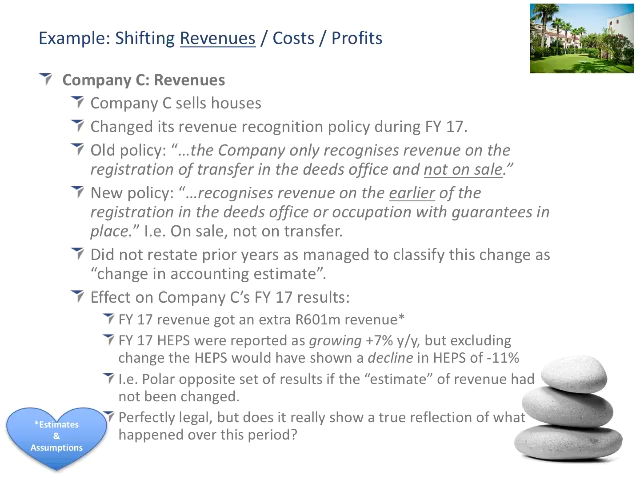 Example: Shifting Revenues / Costs / Profits
Company C: Revenues
Company C sells houses
Changed its revenue recognition policy during FY 17.
Old policy: “…the Company only recognises revenue on the
registration of transfer in the deeds office and not on sale.”
New policy: “…recognises revenue on the earlier of the
registration in the deeds office or occupation with guarantees in
place.” I.e. On sale, not on transfer.
Did not restate prior years as managed to classify this change as
“change in accounting estimate”.
Effect on Company C’s FY 17 results:
FY 17 revenue got an extra R601m revenue*
FY 17 HEPS were reported as growing +7% y/y, but excluding
change the HEPS would have shown a decline in HEPS of -11%
I.e. Polar opposite set of results if the “estimate” of revenue had
not been changed.
Perfectly legal, but does it really show a true reflection of what
happened over this period?
*Estimates
&
Assumptions